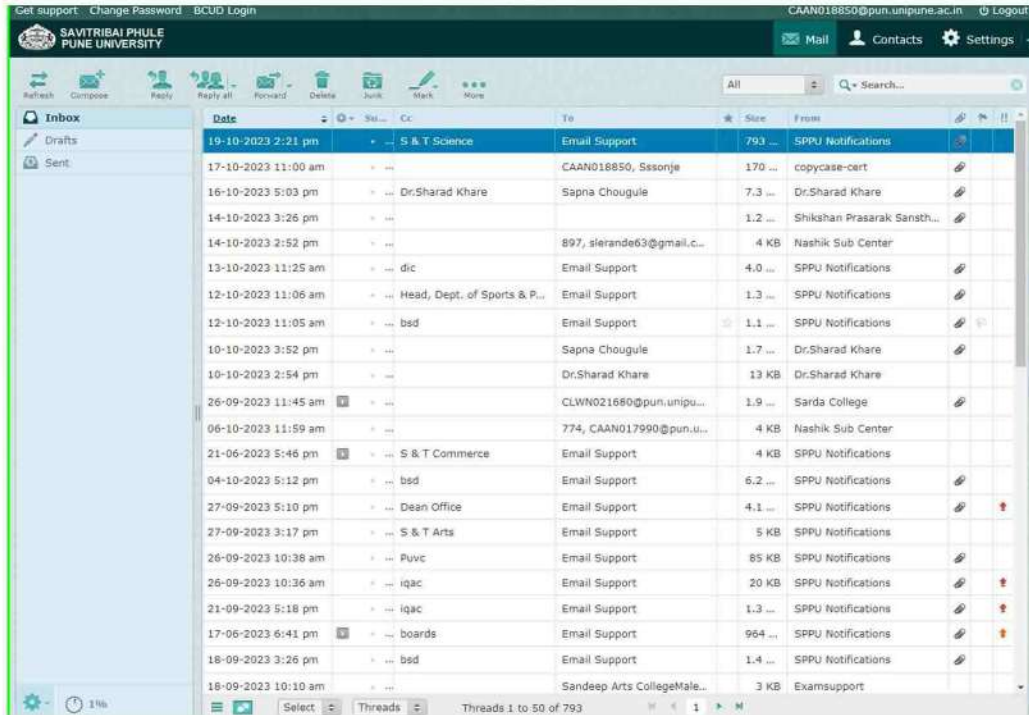 Get support Change Password BCUD Login CAAN018850@pun.unipune.ac.in Logout
SAVITRIBAI PHULE
PUNE UNIVERSITY
Mail Contacts Settings
Refresh Compose Reply Reply all Forward Delete Junk Mark More All Search...
Inbox
Drafts
Sent
Date Su... Cc To Size From
19-10-2023 2:21 pm ... S & T Science Email Support 793 ... SPPU Notifications
17-10-2023 11:00 am ... CAAN018850, Sssonje 170 ... copycase-cert
16-10-2023 5:03 pm ... Dr.Sharad Khare Sapna Chougule 7.3 ... Dr.Sharad Khare
14-10-2023 3:26 pm ... 1.2 ... Shikshan Prasarak Sansth...
14-10-2023 2:52 pm ... 897, slerande63@gmail.c... 4 KB Nashik Sub Center
13-10-2023 11:25 am ... dic Email Support 4.0 ... SPPU Notifications
12-10-2023 11:06 am ... Head, Dept. of Sports & P... Email Support 1.3 ... SPPU Notifications
12-10-2023 11:05 am ... bsd Email Support 1.1 ... SPPU Notifications
10-10-2023 3:52 pm ... Sapna Chougule 1.7 ... Dr.Sharad Khare
10-10-2023 2:54 pm ... Dr.Sharad Khare 13 KB Dr.Sharad Khare
26-09-2023 11:45 am ... CLWN021680@pun.unipu... 1.9 ... Sarda College
06-10-2023 11:59 am ... 774, CAAN017990@pun.u... 4 KB Nashik Sub Center
21-06-2023 5:46 pm ... S & T Commerce Email Support 4 KB SPPU Notifications
04-10-2023 5:12 pm ... bsd Email Support 6.2 ... SPPU Notifications
27-09-2023 5:10 pm ... Dean Office Email Support 4.1 ... SPPU Notifications
27-09-2023 3:17 pm ... S & T Arts Email Support 5 KB SPPU Notifications
26-09-2023 10:38 am ... Puvc Email Support 85 KB SPPU Notifications
26-09-2023 10:36 am ... iqac Email Support 20 KB SPPU Notifications
21-09-2023 5:18 pm ... iqac Email Support 1.3 ... SPPU Notifications
17-06-2023 6:41 pm ... boards Email Support 964 ... SPPU Notifications
18-09-2023 3:26 pm ... bsd Email Support 1.4 ... SPPU Notifications
18-09-2023 10:10 am ... Sandeep Arts CollegeMale... 3 KB Examsupport
1% Select Threads Threads 1 to 50 of 793 1